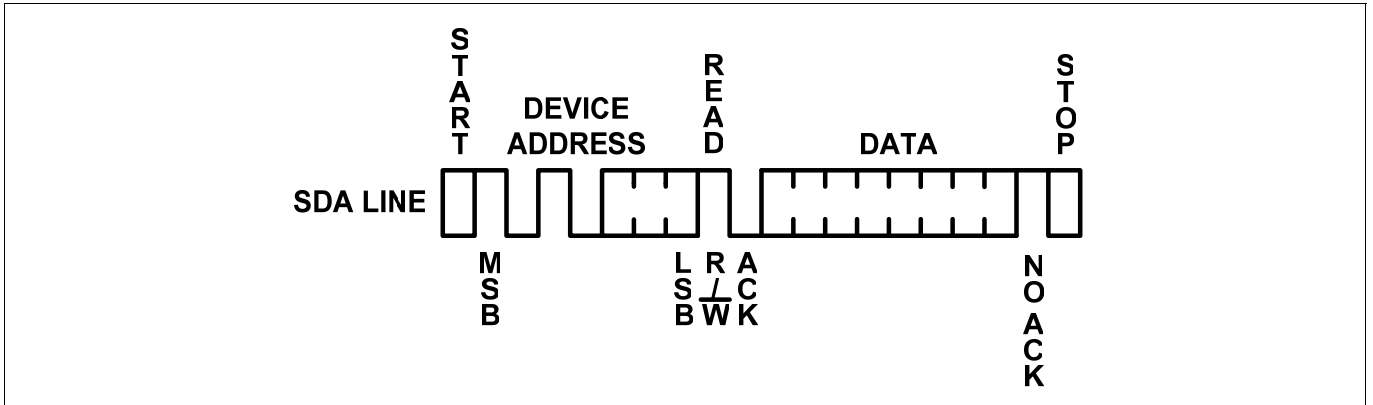 START
DEVICE
ADDRESS
READ
DATA
STOP
SDA LINE
MSB
LSB
R/W
ACK
NO ACK